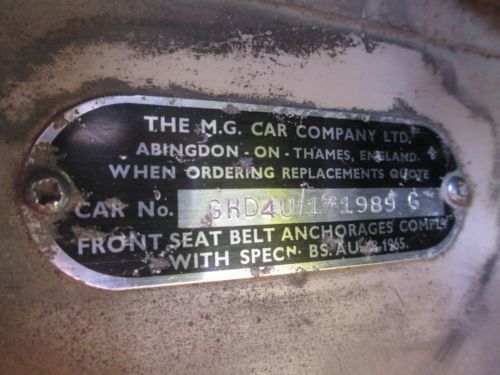 THE M.G. CAR COMPANY LTD.
ABINGDON - ON - THAMES, ENGLAND.
WHEN ORDERING REPLACEMENTS QUOTE
CAR No.
FRONT SEAT BELT ANCHORAGES COMPLY
WITH SPECN. BS. 1965.